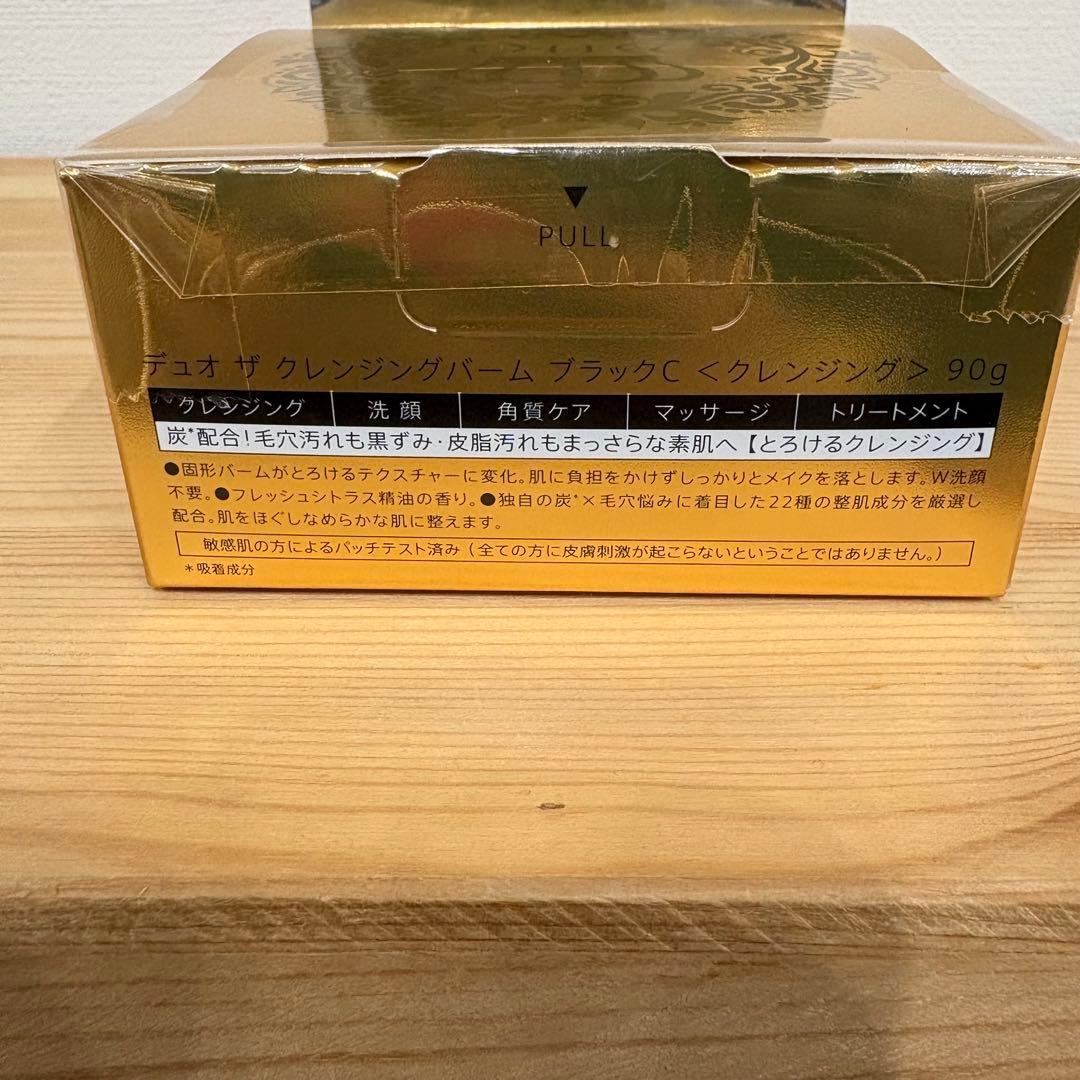 ▼
PULL
デュオ ザ クレンジングバーム ブラックC <クレンジング> 90g
クレンジング 洗顔 角質ケア マッサージ トリートメント
炭*配合!毛穴汚れも黒ずみ・皮脂汚れもまっさらな素肌へ【とろけるクレンジング】
●固形バームがとろけるテクスチャーに変化。肌に負担をかけずしっかりとメイクを落とします。W洗顔
不要。●フレッシュシトラス精油の香り。●独自の炭*×毛穴悩みに着目した22種の整肌成分を厳選し
配合。肌をほぐしなめらかな肌に整えます。
敏感肌の方によるパッチテスト済み(全ての方に皮膚刺激が起こらないということではありません。)
*吸着成分